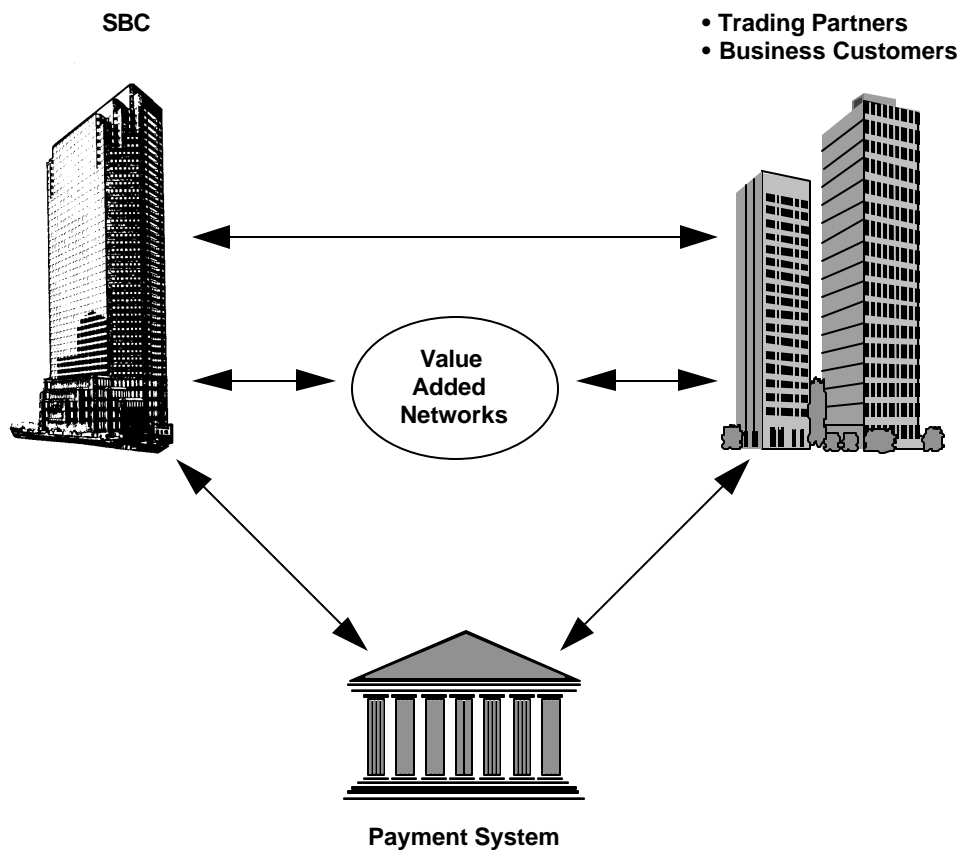 SBC
• Trading Partners
• Business Customers
Value
Added
Networks
Payment System